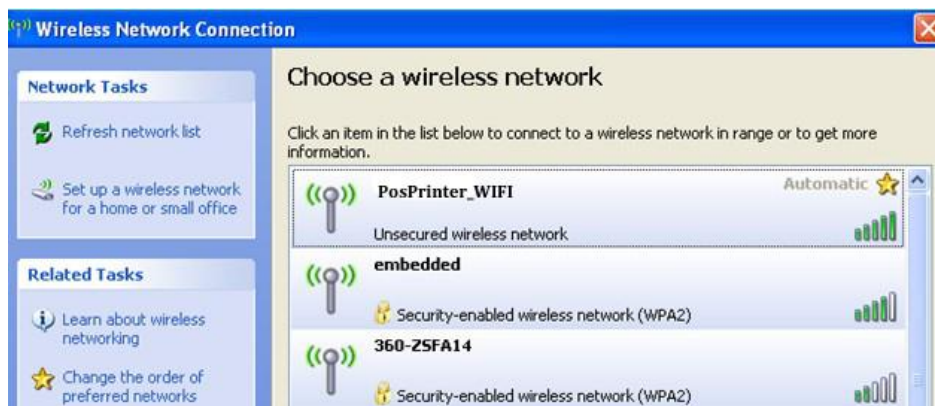 Wireless Network Connection
Network Tasks
Refresh network list
Set up a wireless network
for a home or small office
Related Tasks
Learn about wireless
networking
Change the order of
preferred networks
Choose a wireless network
Click an item in the list below to connect to a wireless network in range or to get more
information.
PosPrinter_WIFI
Automatic
Unsecured wireless network
embedded
Security-enabled wireless network (WPA2)
360-ZSFA14
Security-enabled wireless network (WPA2)